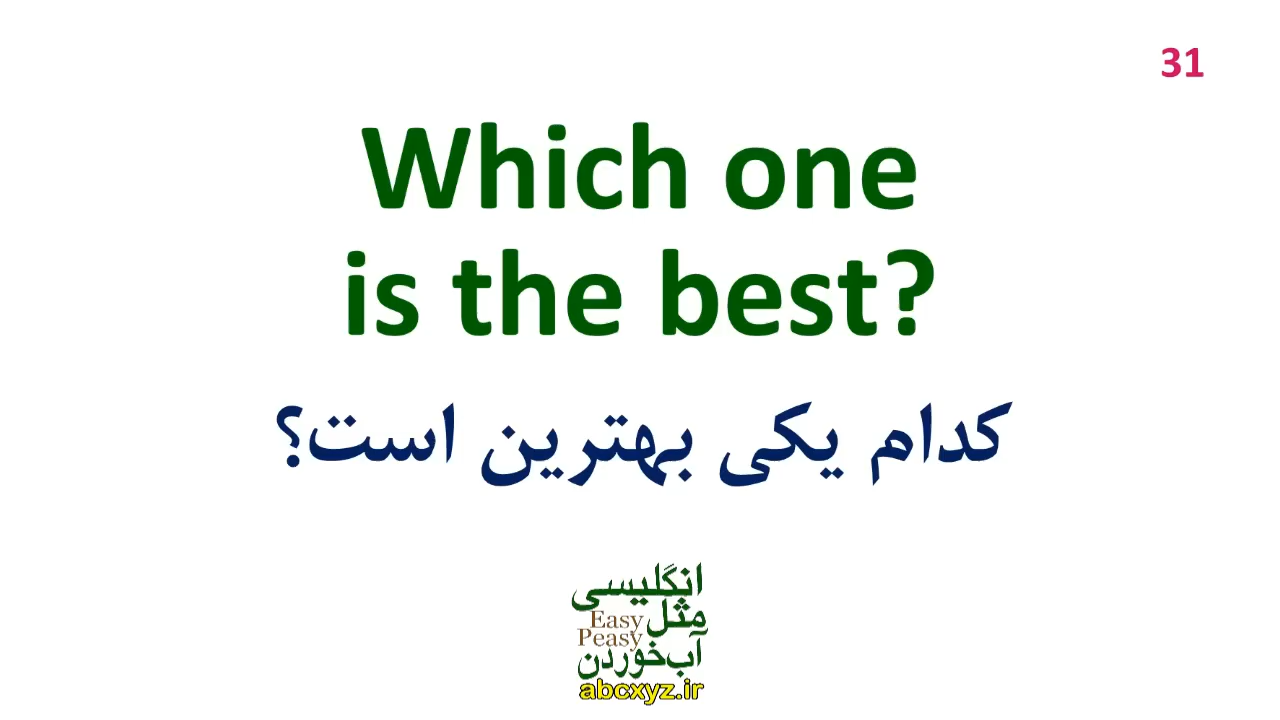 31
Which one
is the best?
کدام یکی بهترین است؟
انگلیسی
مثل
Easy
Peasy
آب‌خوردن
abcxyz.ir